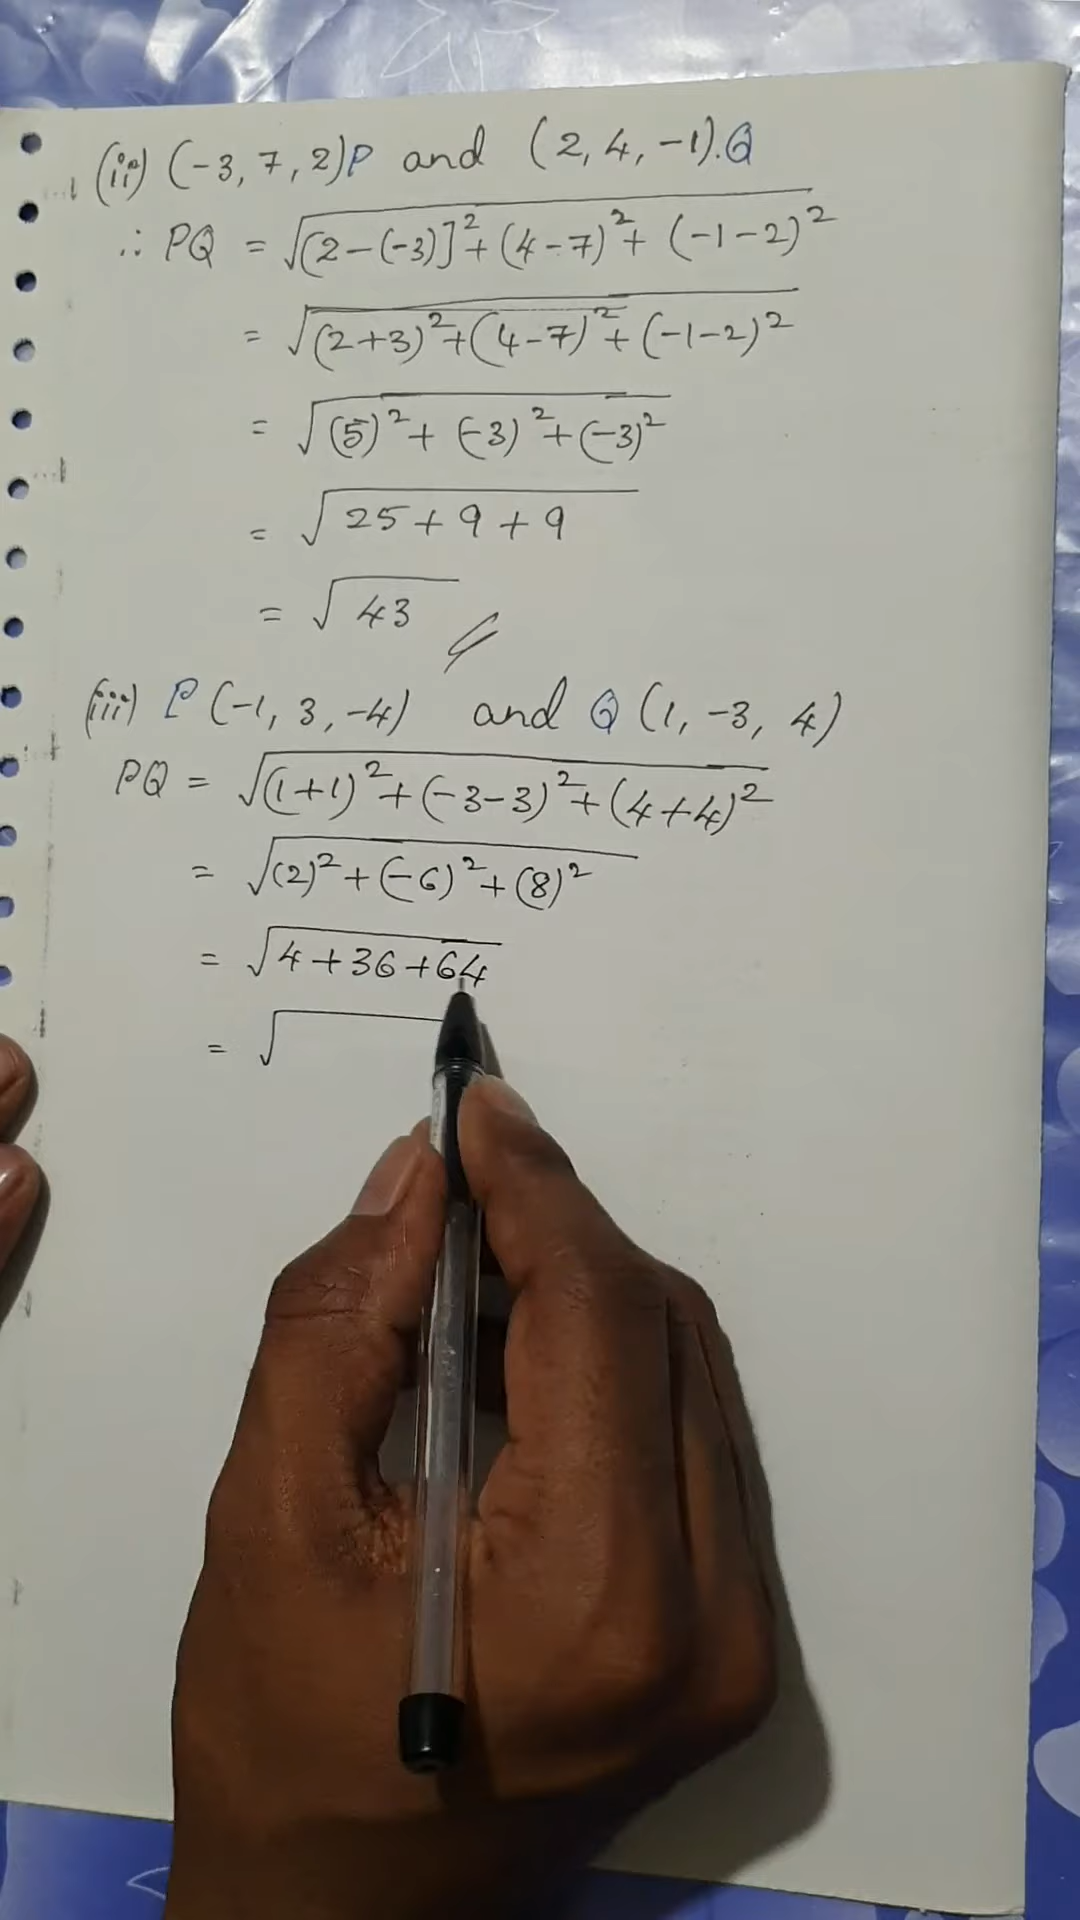 (ii) (-3, 7, 2)P and (2, 4, -1).Q
∴ PQ = √(2-(-3)]²+(4-7)²+(-1-2)²
= √(2+3)²+(4-7)²+(-1-2)²
= √(5)²+(-3)²+(-3)²
= √25+9+9
= √43
(iii) P(-1, 3, -4) and Q(1, -3, 4)
PQ = √(1+1)²+(-3-3)²+(4+4)²
= √(2)²+(-6)²+(8)²
= √4+36+64
= √